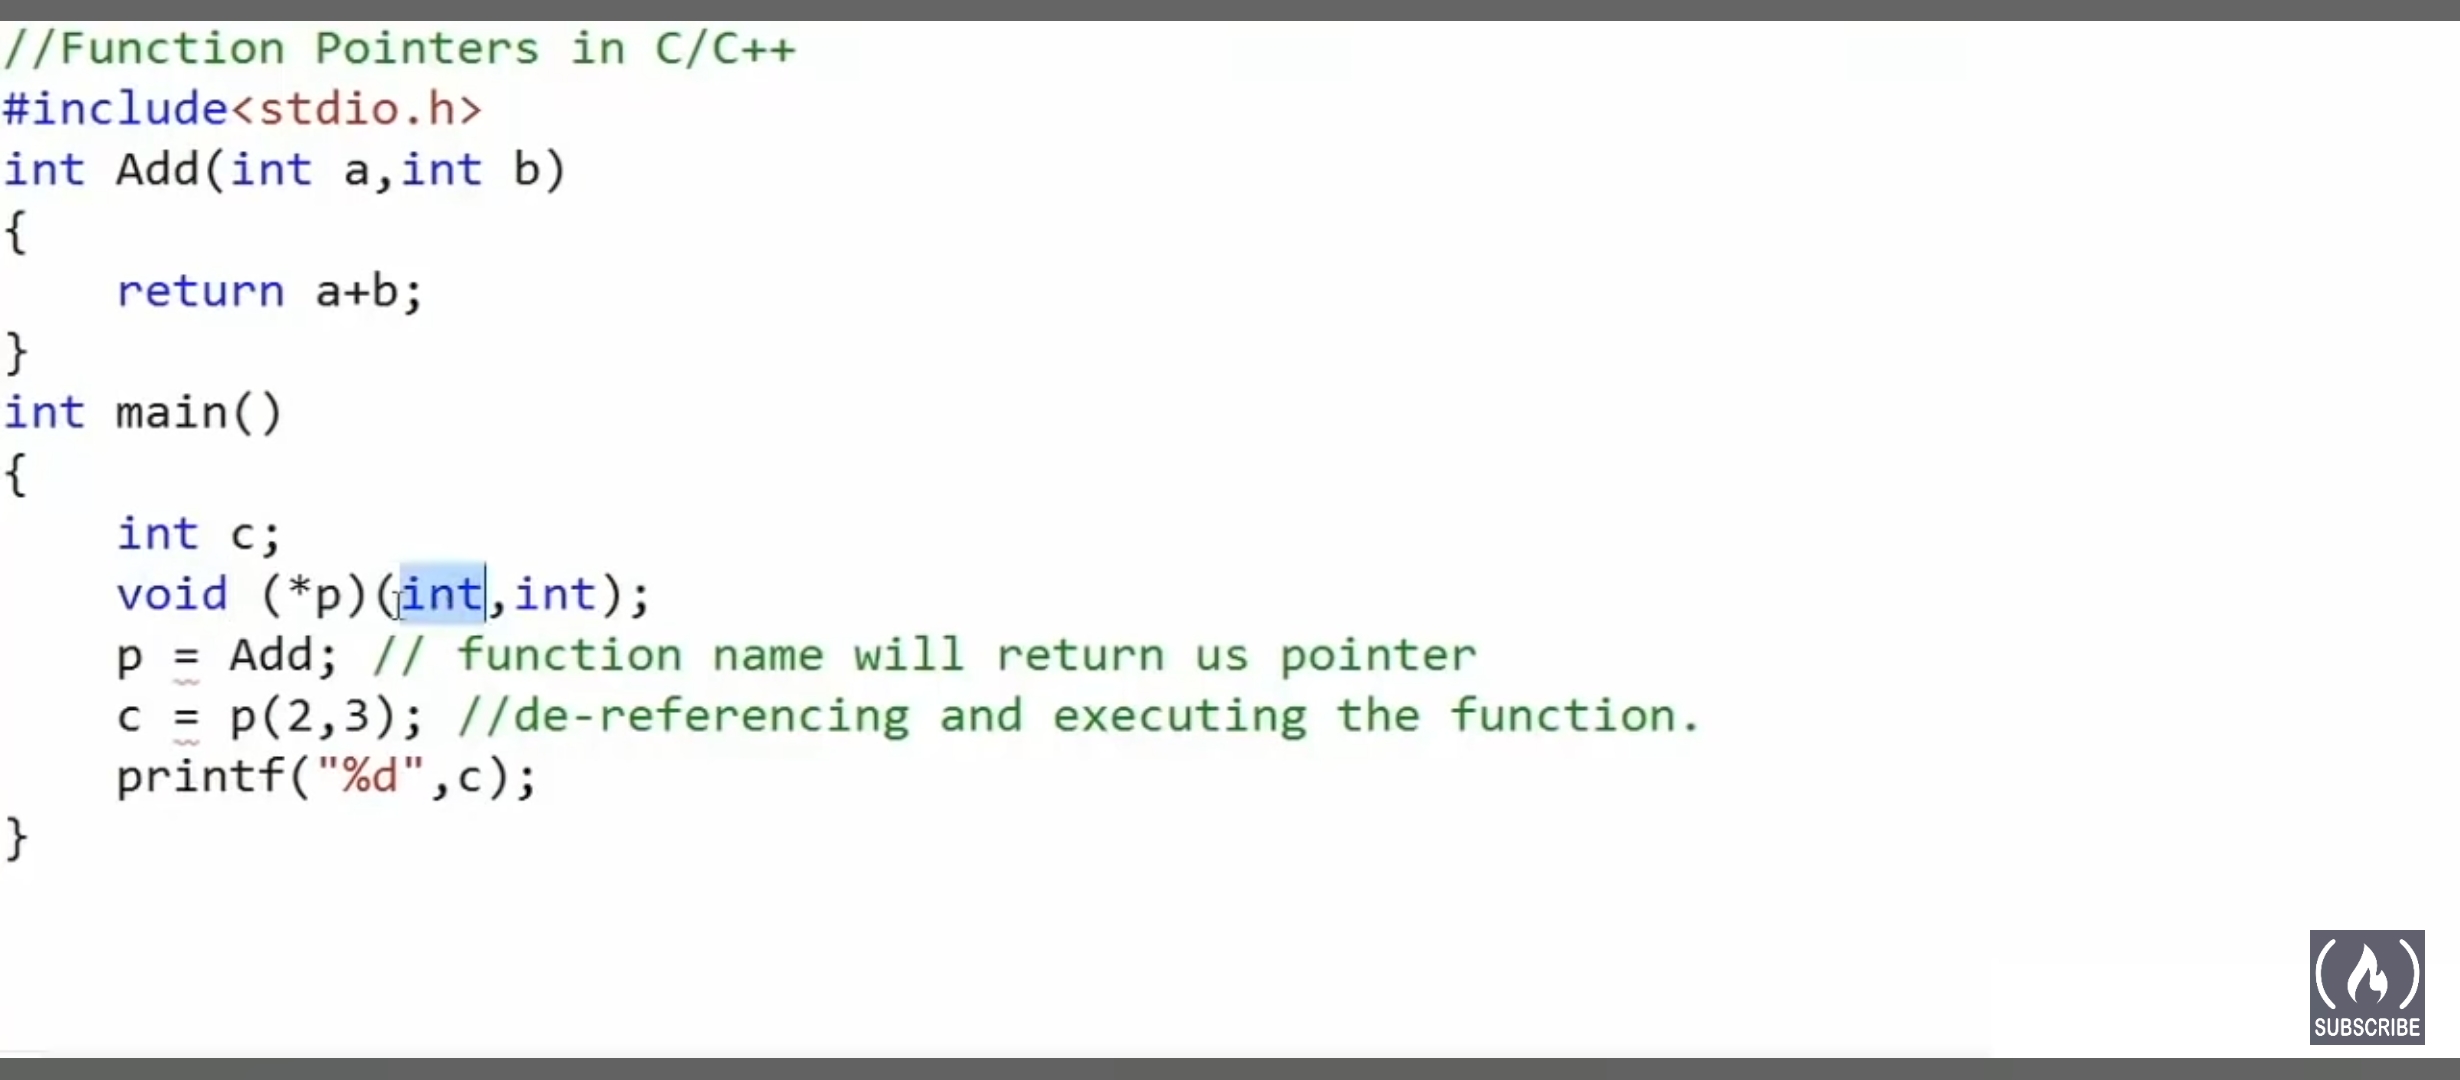 //Function Pointers in C/C++
#include<stdio.h>
int Add(int a,int b)
{
    return a+b;
}
int main()
{
    int c;
    void (*p)(int,int);
    p = Add; // function name will return us pointer
    c = p(2,3); //de-referencing and executing the function.
    printf("%d",c);
}
SUBSCRIBE